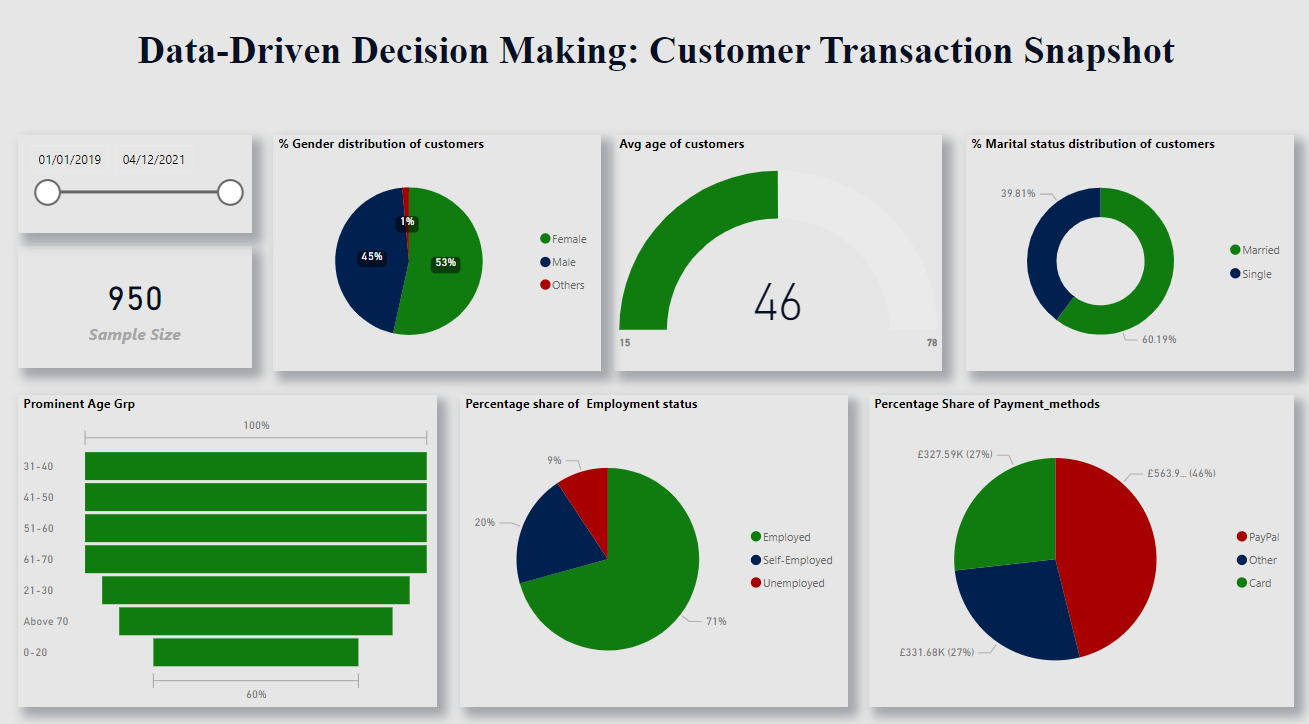 Data-Driven Decision Making: Customer Transaction Snapshot
01/01/2019 04/12/2021
950
Sample Size
% Gender distribution of customers
1%
45%
53%
Female
Male
Others
Avg age of customers
46
15
78
% Marital status distribution of customers
39.81%
60.19%
Married
Single
Prominent Age Grp
100%
31-40
41-50
51-60
61-70
21-30
Above 70
0-20
60%
Percentage share of  Employment status
9%
20%
71%
Employed
Self-Employed
Unemployed
Percentage Share of Payment_methods
£327.59K (27%)
£563.9... (46%)
£331.68K (27%)
PayPal
Other
Card